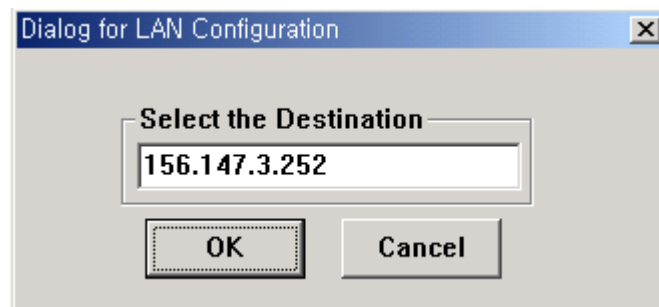 Dialog for LAN Configuration
Select the Destination
156.147.3.252
OK Cancel